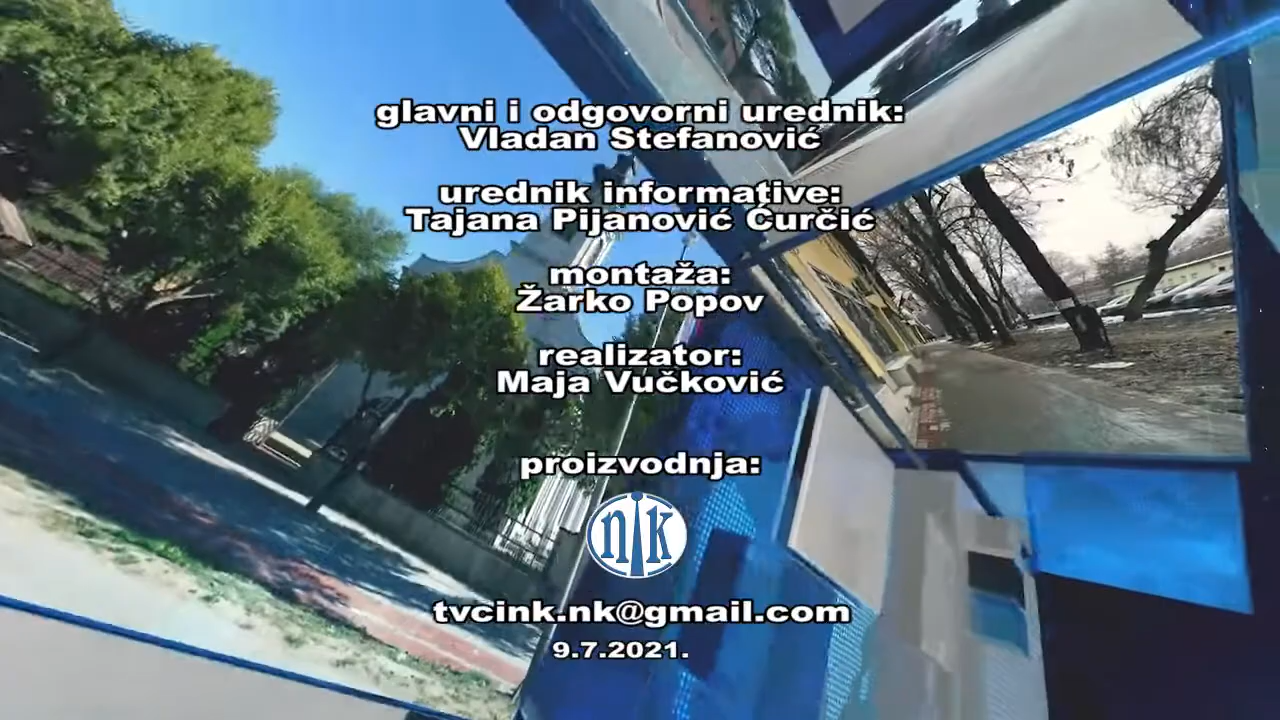 glavni i odgovorni urednik:
Vladan Stefanović
urednik informative:
Tajana Pijanović Ćurčić
montaža:
Žarko Popov
realizator:
Maja Vučković
proizvodnja:
nik
tvcink.nk@gmail.com
9.7.2021.